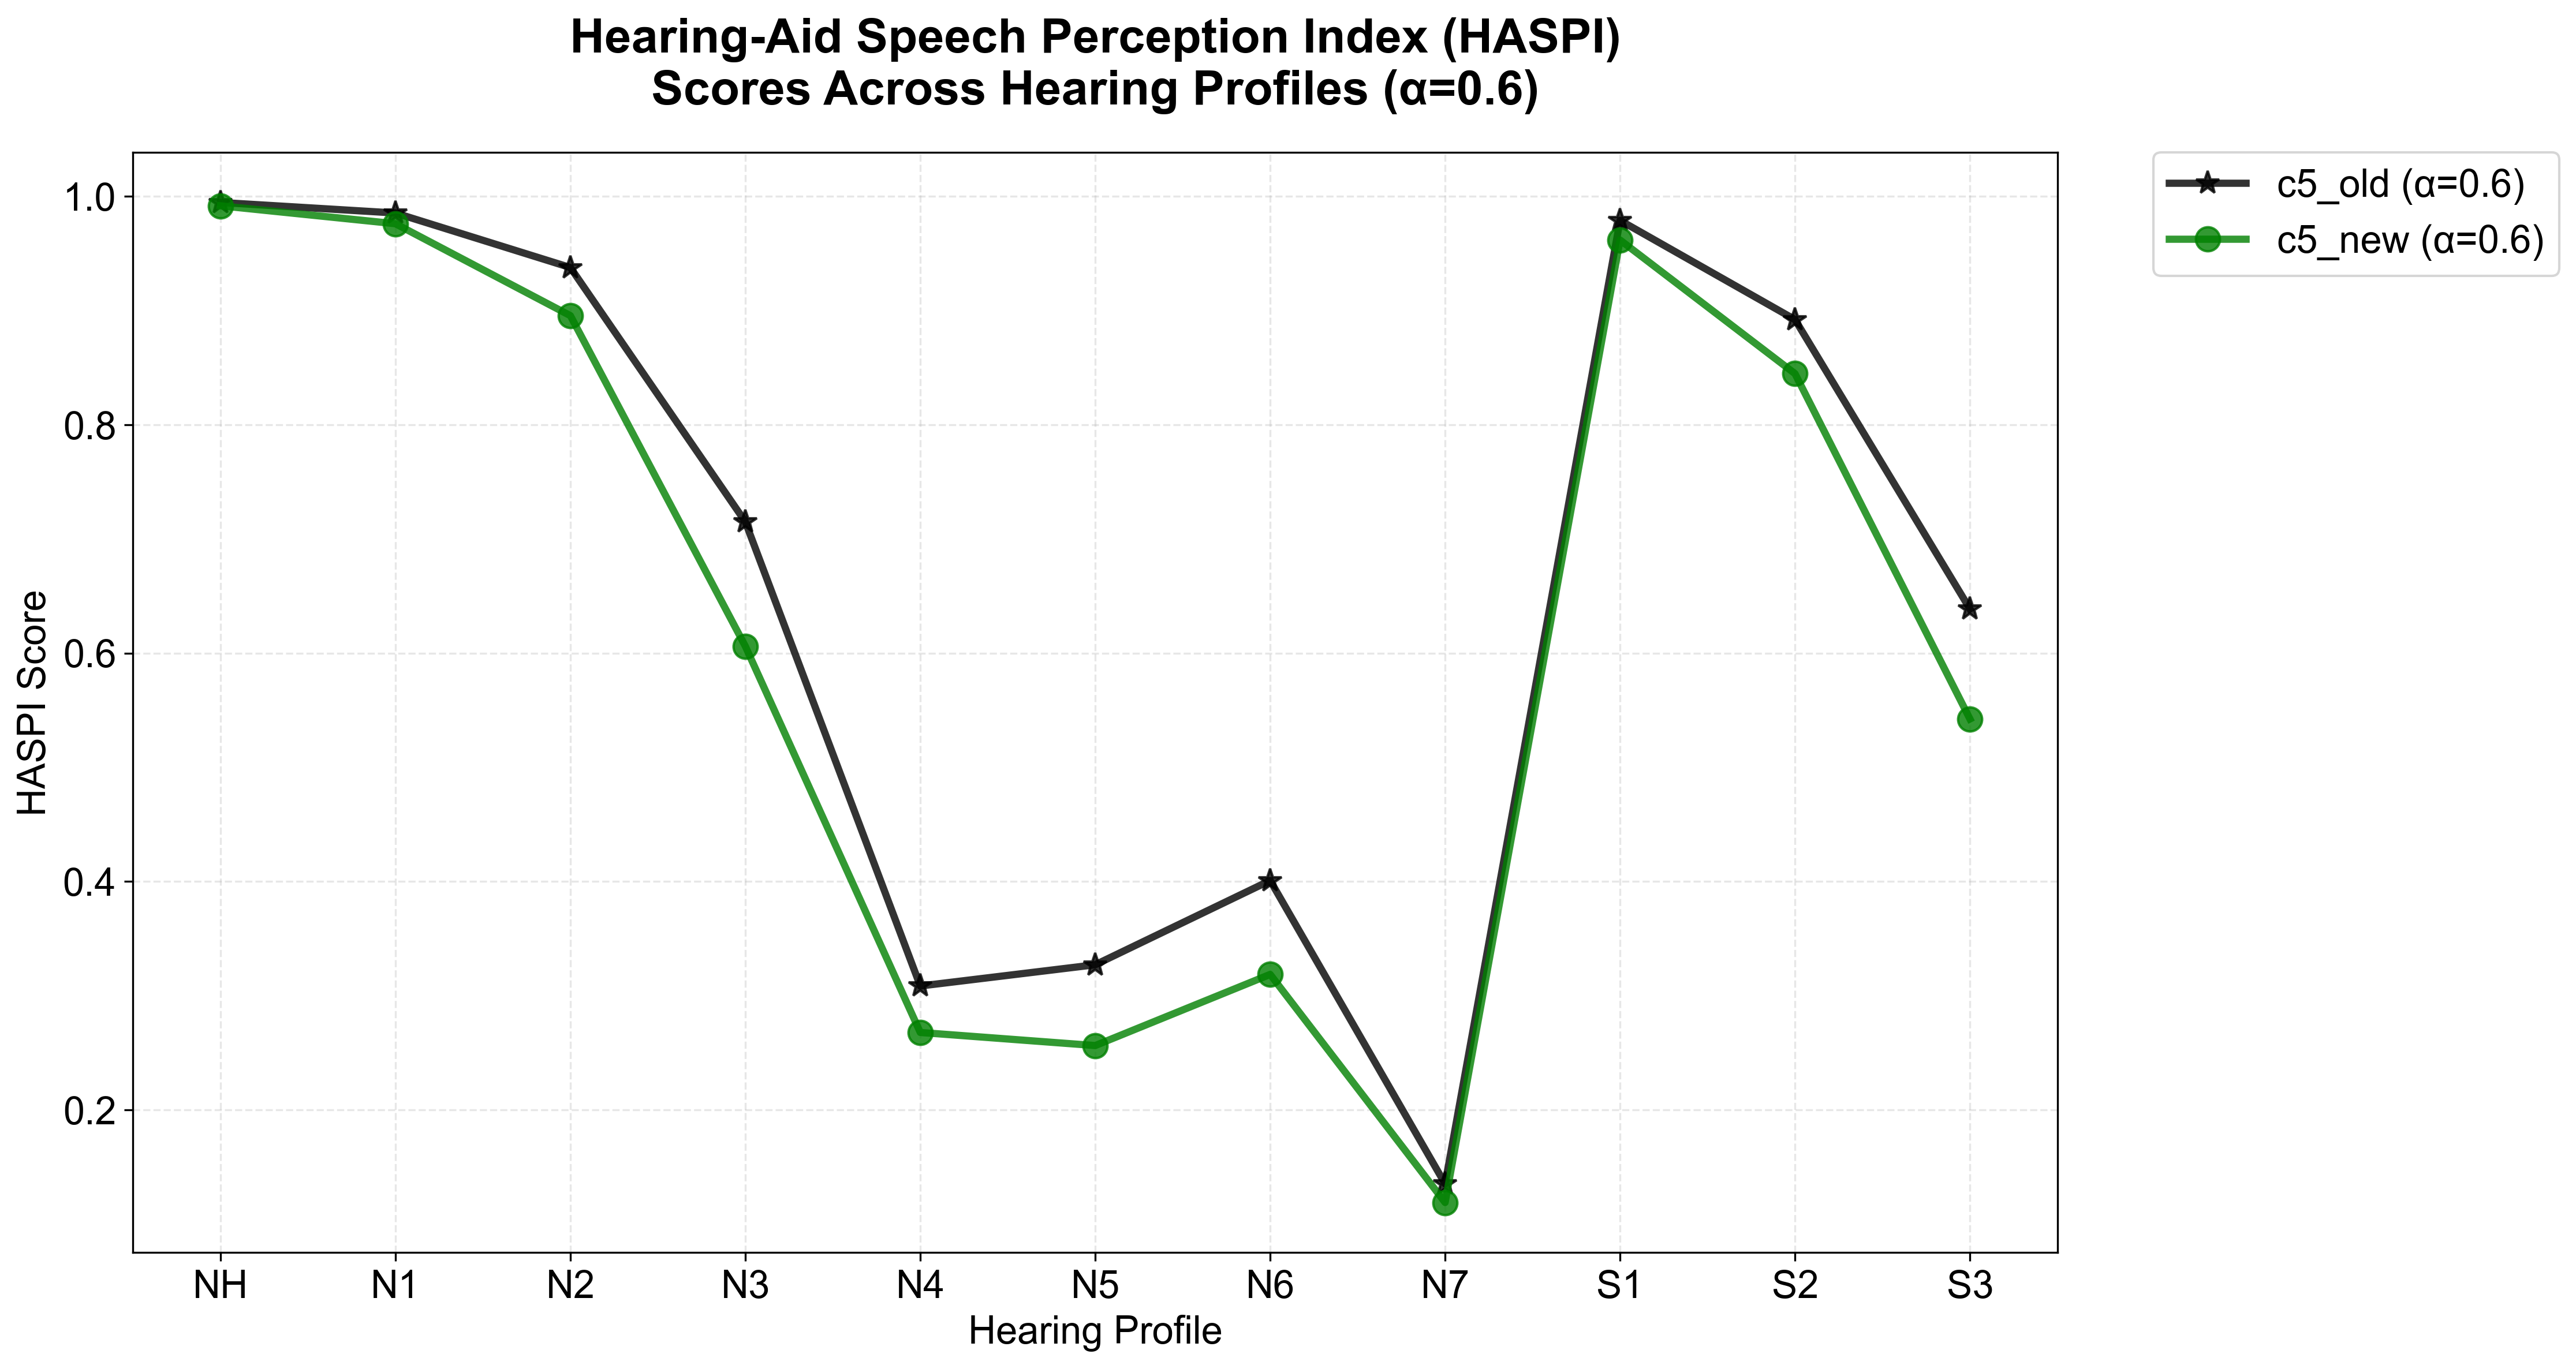 Hearing-Aid Speech Perception Index (HASPI)
Scores Across Hearing Profiles (α=0.6)
c5_old (α=0.6)
c5_new (α=0.6)
HASPI Score
1.0
0.8
0.6
0.4
0.2
NH N1 N2 N3 N4 N5 N6 N7 S1 S2 S3
Hearing Profile